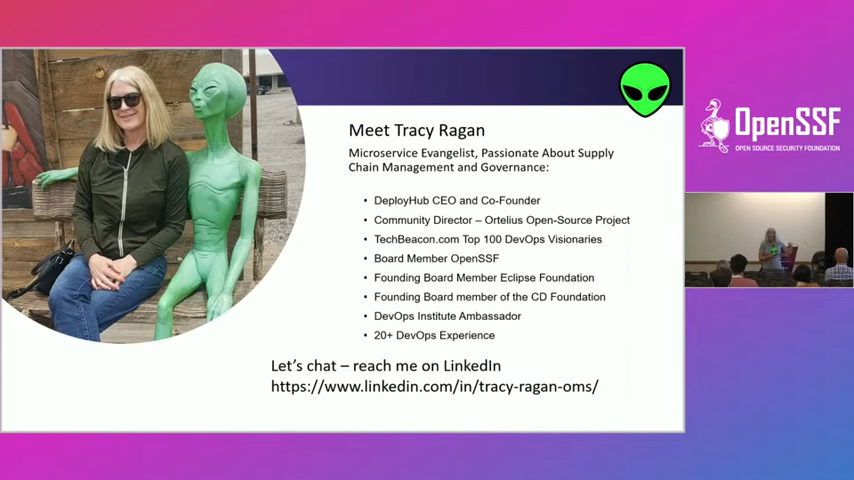 Meet Tracy Ragan
Microservice Evangelist, Passionate About Supply
Chain Management and Governance:
• DeployHub CEO and Co-Founder
• Community Director – Ortelius Open-Source Project
• TechBeacon.com Top 100 DevOps Visionaries
• Board Member OpenSSF
• Founding Board Member Eclipse Foundation
• Founding Board member of the CD Foundation
• DevOps Institute Ambassador
• 20+ DevOps Experience
Let's chat – reach me on LinkedIn
https://www.linkedin.com/in/tracy-ragan-oms/
OpenSSF
OPEN SOURCE SECURITY FOUNDATION